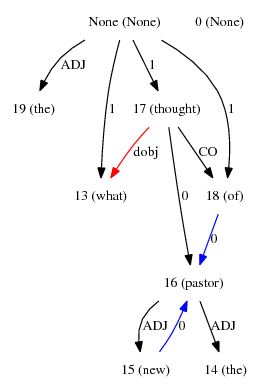 None (None) 0 (None)
ADJ 1
19 (the) 1 17 (thought) 1
dobj CO
13 (what) 0 18 (of)
0
16 (pastor)
ADJ 0 ADJ
15 (new) 14 (the)